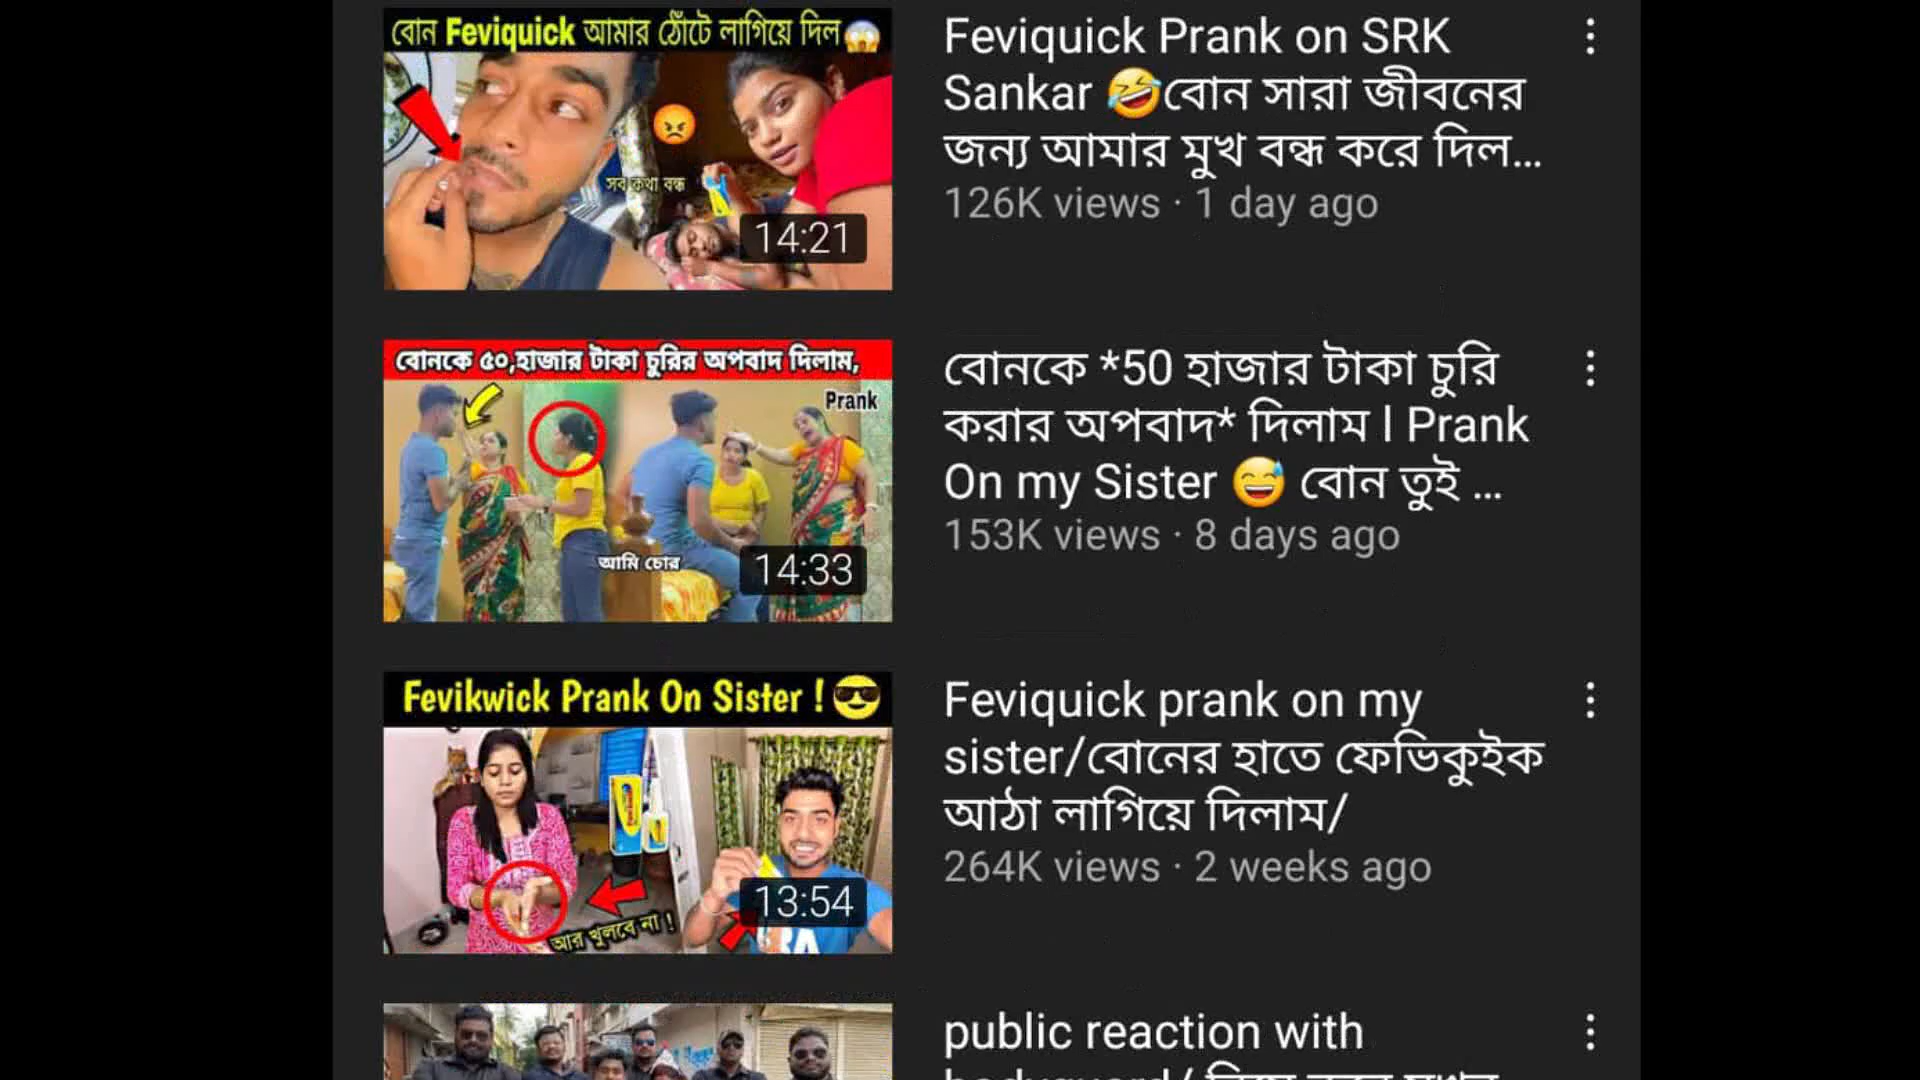 বোন Feviquick আমার ঠোঁটে লাগিয়ে দিল
সব কথা বন্ধ
14:21
Feviquick Prank on SRK
Sankar 🤣বোন সারা জীবনের
জন্য আমার মুখ বন্ধ করে দিল...
126K views · 1 day ago
বোনকে ৫০,হাজার টাকা চুরির অপবাদ দিলাম,
Prank
আমি চোর
14:33
বোনকে *50 হাজার টাকা চুরি
করার অপবাদ* দিলাম l Prank
On my Sister 😅 বোন তুই ...
153K views · 8 days ago
Fevikwick Prank On Sister !
আর খুলবে না !
13:54
Feviquick prank on my
sister/বোনের হাতে ফেভিকুইক
আঠা লাগিয়ে দিলাম/
264K views · 2 weeks ago
public reaction with